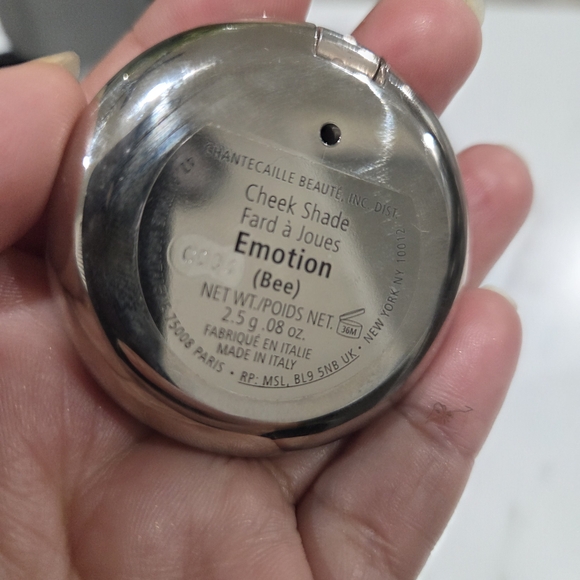 CHANTECAILLE BEAUTÉ, INC. DIST.
Cheek Shade
Fard à Joues
Emotion
(Bee)
NET WT./POIDS NET.
2.5 g .08 oz.
36M
FABRIQUÉ EN ITALIE
MADE IN ITALY
75008 PARIS • RP: MSL, BL9 5NB UK • NEW YORK NY 10012